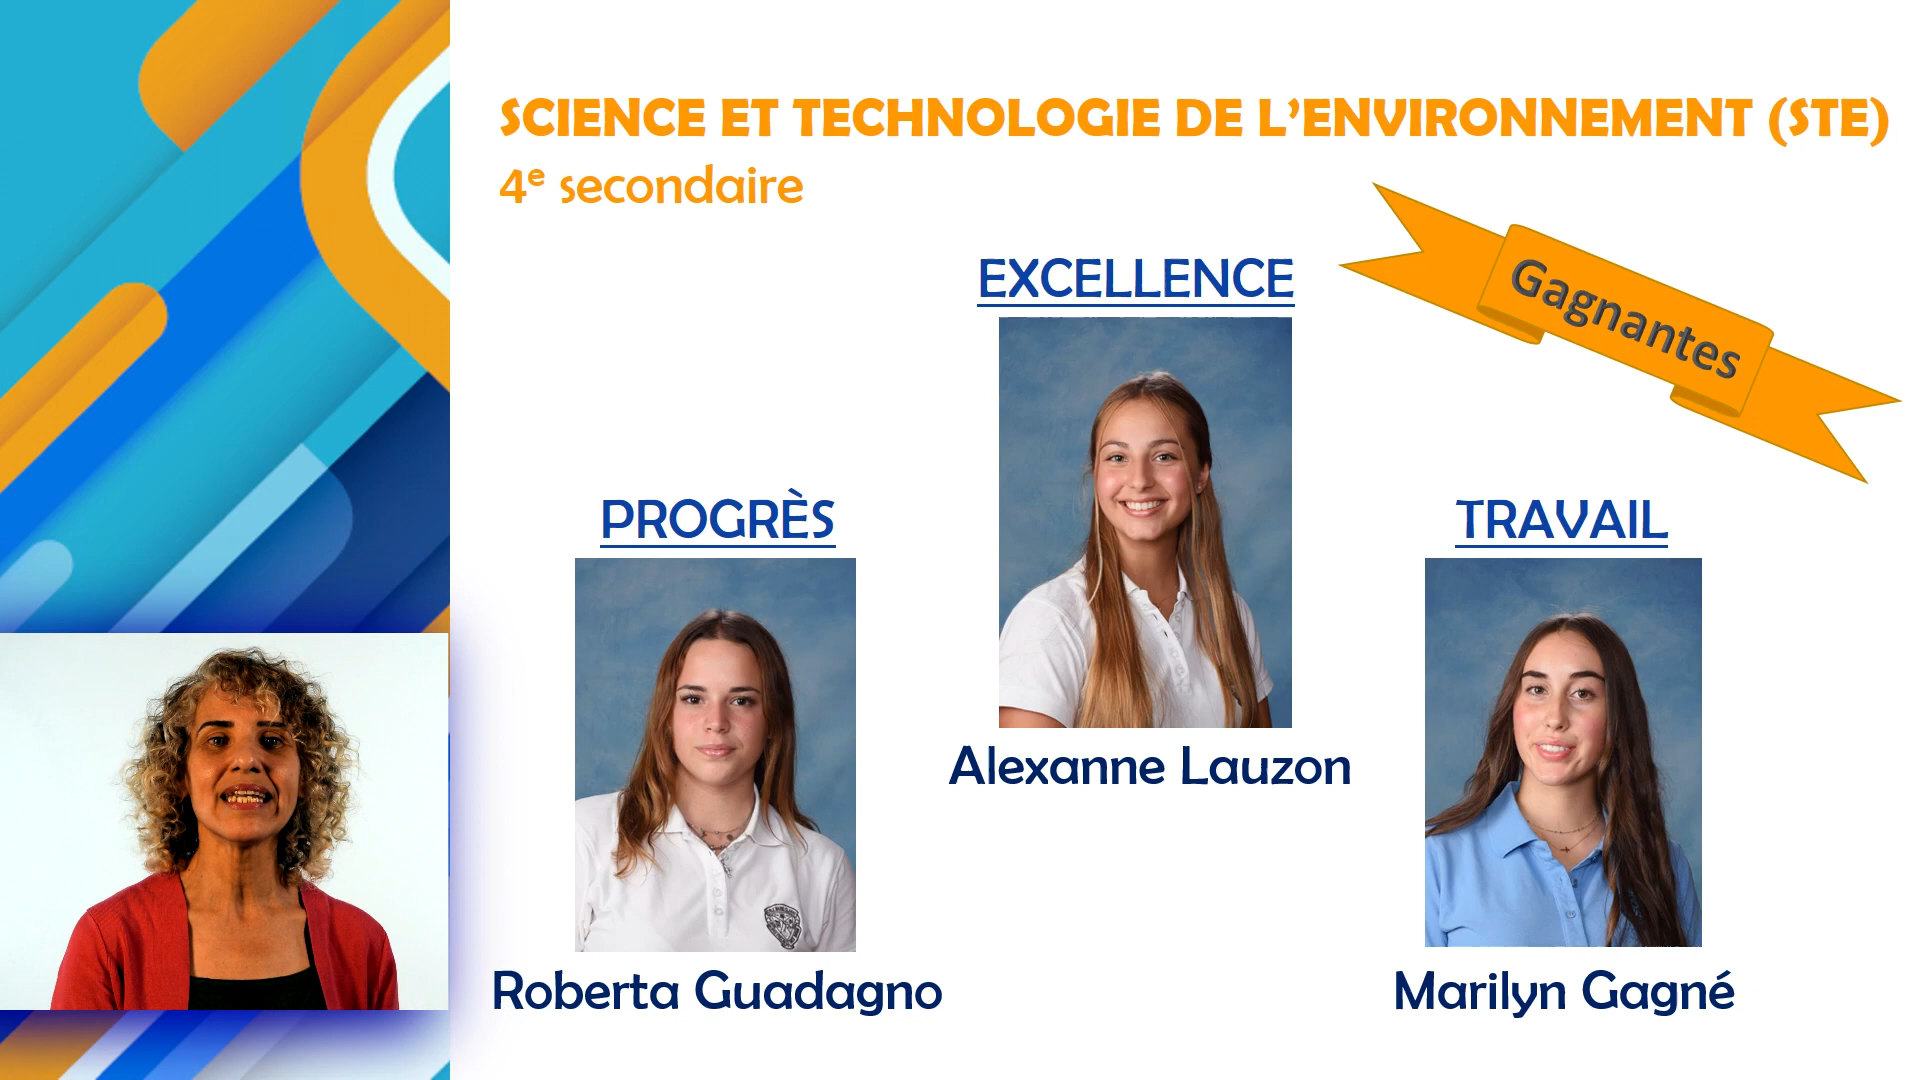 SCIENCE ET TECHNOLOGIE DE L’ENVIRONNEMENT (STE)
4e secondaire
Gagnantes
EXCELLENCE
Alexanne Lauzon
PROGRÈS
Roberta Guadagno
TRAVAIL
Marilyn Gagné